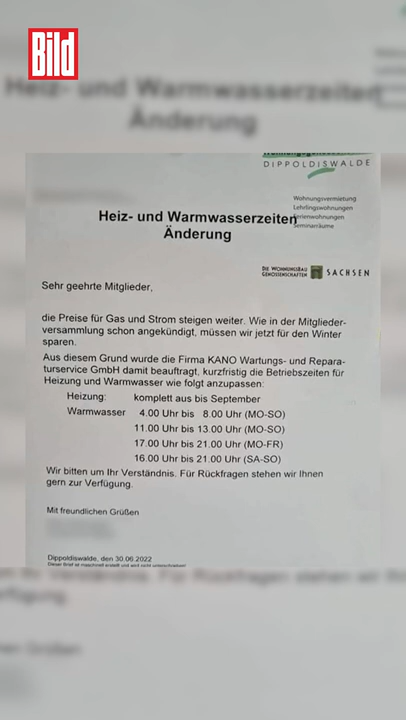 Bild
Heiz- und Warmwasserzeiten
Änderung
DIPPOLDISWALDE
Wohnungsvermietung
Lehrlingswohnungen
Ferienwohnungen
Seminarräume
Heiz- und Warmwasserzeiten
Änderung
DIE WOHNUNGSBAU
GENOSSENSCHAFTEN SACHSEN
Sehr geehrte Mitglieder,
die Preise für Gas und Strom steigen weiter. Wie in der Mitglieder-
versammlung schon angekündigt, müssen wir jetzt für den Winter
sparen.
Aus diesem Grund wurde die Firma KANO Wartungs- und Repara-
turservice GmbH damit beauftragt, kurzfristig die Betriebszeiten für
Heizung und Warmwasser wie folgt anzupassen:
Heizung: komplett aus bis September
Warmwasser 4.00 Uhr bis 8.00 Uhr (MO-SO)
11.00 Uhr bis 13.00 Uhr (MO-SO)
17.00 Uhr bis 21.00 Uhr (MO-FR)
16.00 Uhr bis 21.00 Uhr (SA-SO)
Wir bitten um Ihr Verständnis. Für Rückfragen stehen wir Ihnen
gern zur Verfügung.
Mit freundlichen Grüßen
Dippoldiswalde, den 30.06.2022
Dieser Brief ist maschinell erstellt und wird nicht unterschrieben!